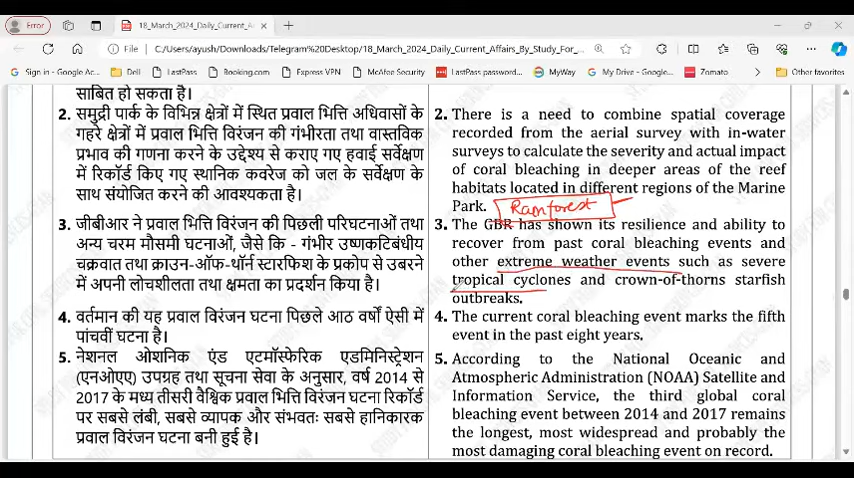 Error
18_March_2024_Daily_Current_A
File
C:/Users/ayush/Downloads/Telegram%20Desktop/18_March_2024_Daily_Current_Affairs_By_Study_For_...
Sign in - Google Ac...
Dell
LastPass
Booking.com
Express VPN
McAfee Security
LastPass password...
MyWay
My Drive - Google...
Zomato
Other favorites
साबित हो सकता है।
2. समुद्री पार्क के विभिन्न क्षेत्रों में स्थित प्रवाल भित्ति अधिवासों के
गहरे क्षेत्रों में प्रवाल भित्ति विरंजन की गंभीरता तथा वास्तविक
प्रभाव की गणना करने के उद्देश्य से कराए गए हवाई सर्वेक्षण
में रिकॉर्ड किए गए स्थानिक कवरेज को जल के सर्वेक्षण के
साथ संयोजित करने की आवश्यकता है।
3. जीबीआर ने प्रवाल भित्ति विरंजन की पिछली परिघटनाओं तथा
अन्य चरम मौसमी घटनाओं, जैसे कि - गंभीर उष्णकटिबंधीय
चक्रवात तथा क्राउन-ऑफ-थॉर्न स्टारफिश के प्रकोप से उबरने
में अपनी लोचशीलता तथा क्षमता का प्रदर्शन किया है।
4. वर्तमान की यह प्रवाल विरंजन घटना पिछले आठ वर्षों ऐसी में
पांचवीं घटना है।
5. नेशनल ओशनिक एंड एटमॉस्फेरिक एडमिनिस्ट्रेशन
(एनओएए) उपग्रह तथा सूचना सेवा के अनुसार, वर्ष 2014 से
2017 के मध्य तीसरी वैश्विक प्रवाल भित्ति विरंजन घटना रिकॉर्ड
पर सबसे लंबी, सबसे व्यापक और संभवतः सबसे हानिकारक
प्रवाल विरंजन घटना बनी हुई है।
2. There is a need to combine spatial coverage
recorded from the aerial survey with in-water
surveys to calculate the severity and actual impact
of coral bleaching in deeper areas of the reef
habitats located in different regions of the Marine
Park.
Rainforest
3. The GBR has shown its resilience and ability to
recover from past coral bleaching events and
other extreme weather events such as severe
tropical cyclones and crown-of-thorns starfish
outbreaks.
4. The current coral bleaching event marks the fifth
event in the past eight years.
5. According to the National Oceanic and
Atmospheric Administration (NOAA) Satellite and
Information Service, the third global coral
bleaching event between 2014 and 2017 remains
the longest, most widespread and probably the
most damaging coral bleaching event on record.